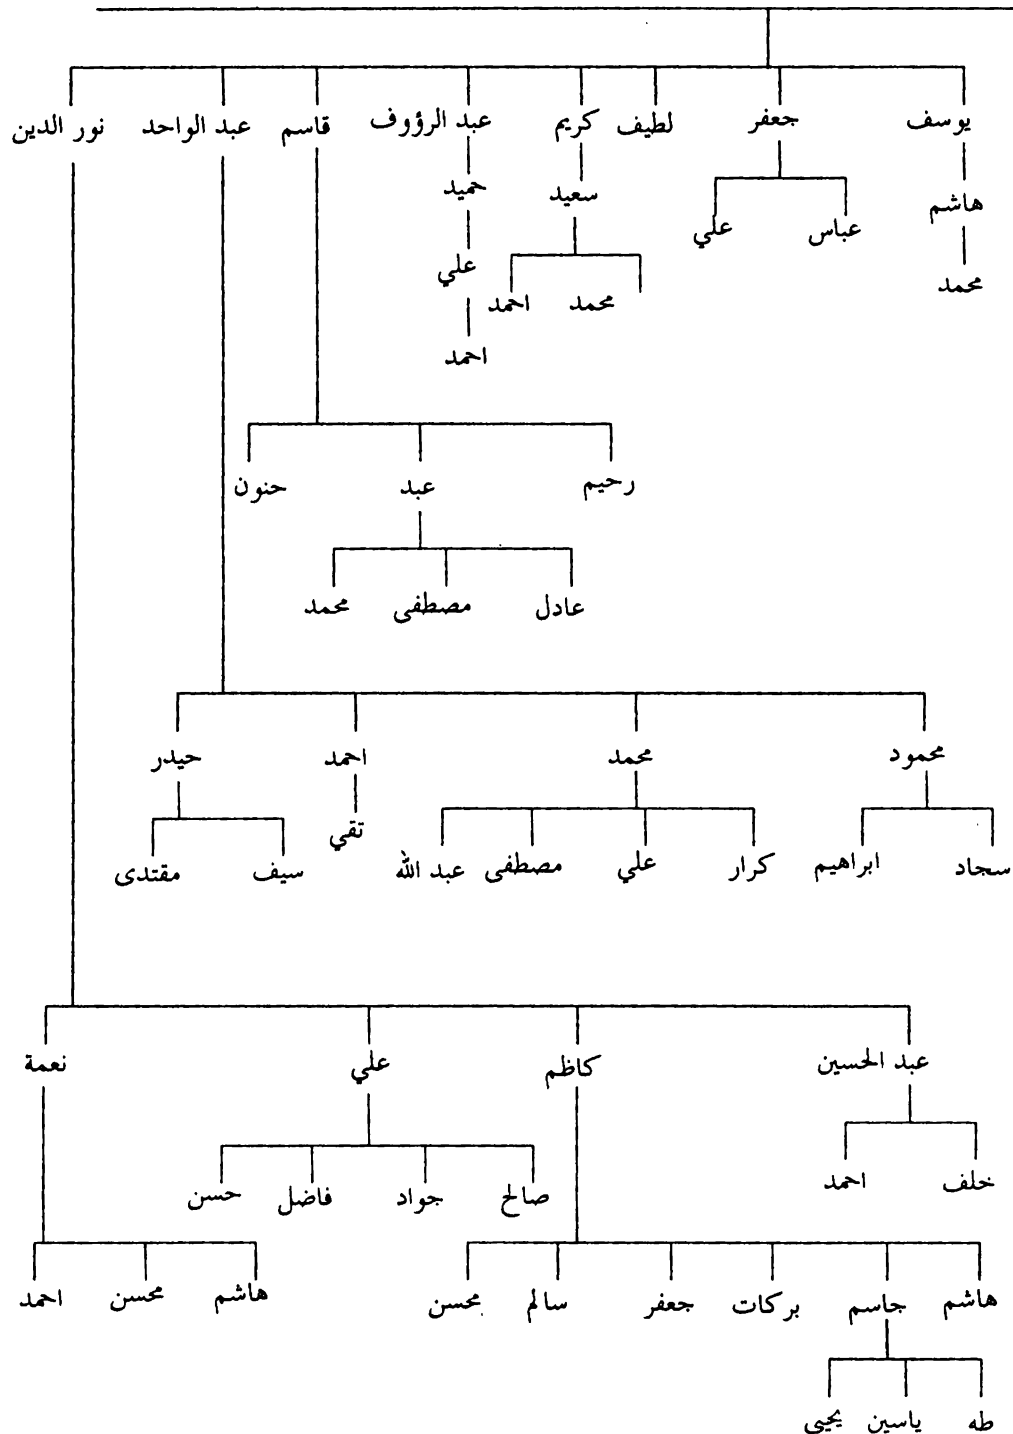 يوسف جعفر لطيف كريم عبد الرؤوف قاسم عبد الواحد نور الدين
هاشم عباس علي سعيد حميد
محمد محمد احمد علي
احمد
رحيم عبد حنون
عادل مصطفى محمد
محمود محمد احمد حيدر
سجاد ابراهيم كرار علي مصطفى عبد الله تقي سيف مقتدى
عبد الحسين كاظم علي نعمة
خلف احمد صالح جواد فاضل حسن
هاشم جاسم بركات جعفر سالم محسن هاشم محسن احمد
طه ياسين يحيى